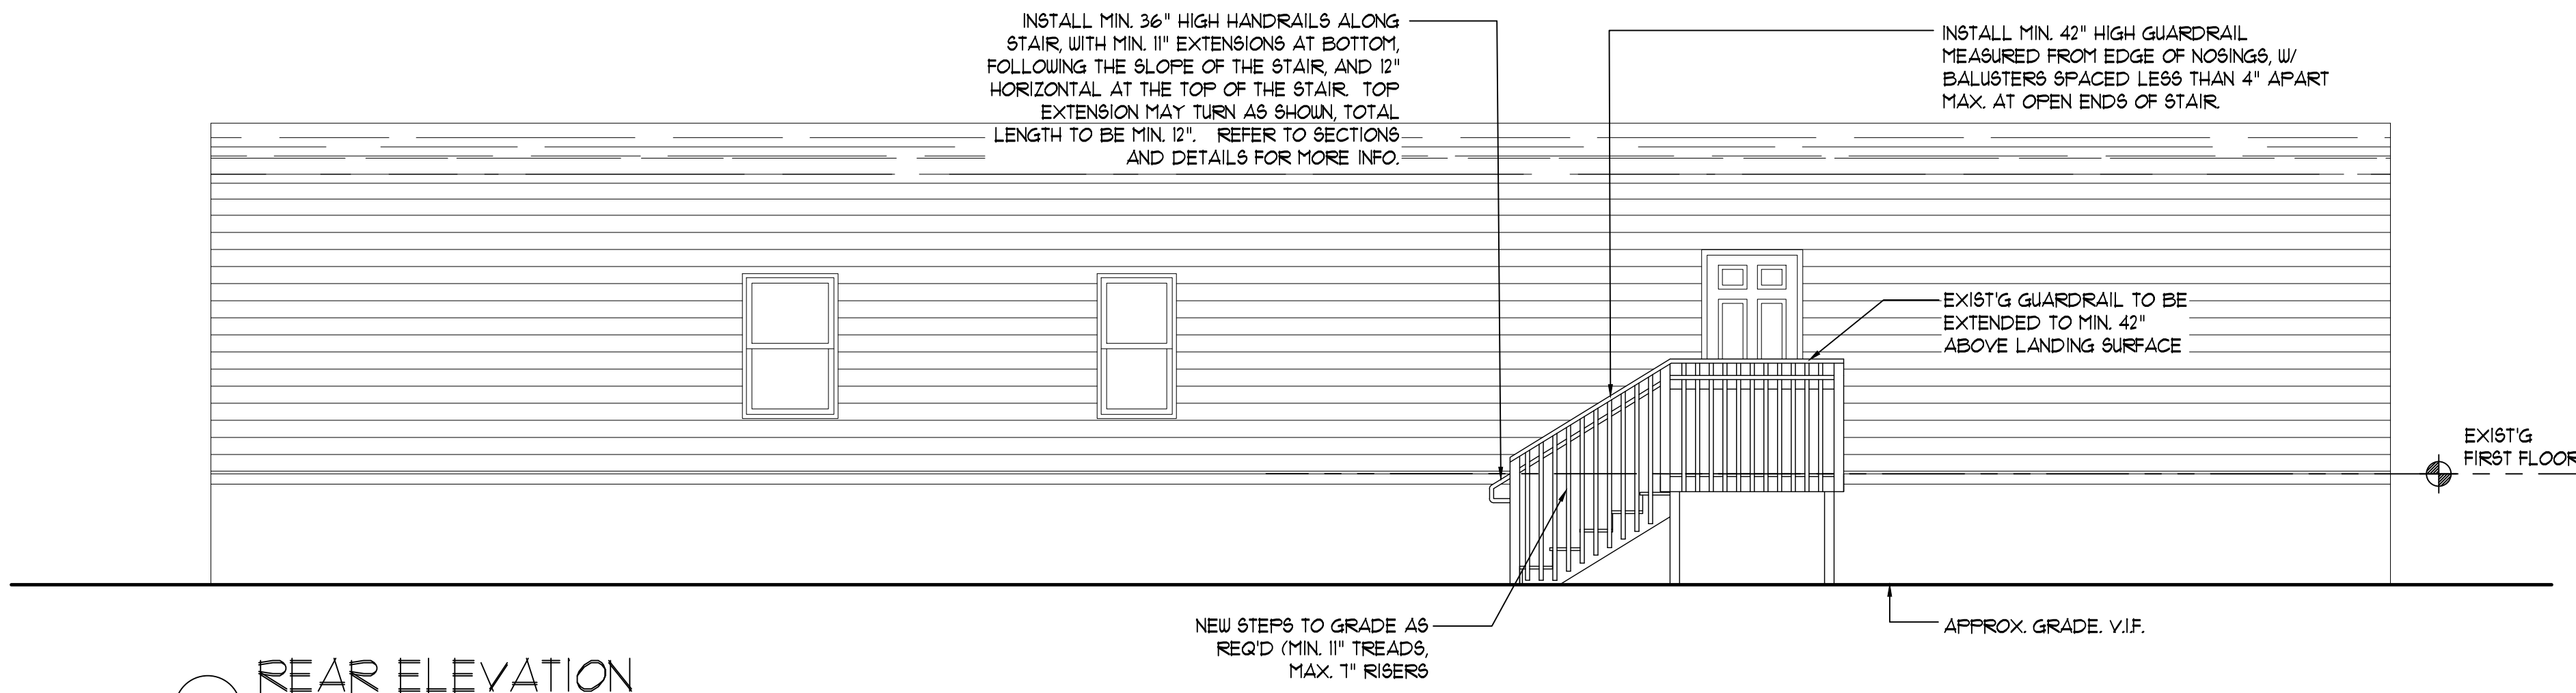 INSTALL MIN. 36" HIGH HANDRAILS ALONG
STAIR, WITH MIN. 11" EXTENSIONS AT BOTTOM,
FOLLOWING THE SLOPE OF THE STAIR, AND 12"
HORIZONTAL AT THE TOP OF THE STAIR. TOP
EXTENSION MAY TURN AS SHOWN, TOTAL
LENGTH TO BE MIN. 12". REFER TO SECTIONS
AND DETAILS FOR MORE INFO.
INSTALL MIN. 42" HIGH GUARDRAIL
MEASURED FROM EDGE OF NOSINGS, W/
BALUSTERS SPACED LESS THAN 4" APART
MAX. AT OPEN ENDS OF STAIR.
EXIST'G GUARDRAIL TO BE
EXTENDED TO MIN. 42"
ABOVE LANDING SURFACE
EXIST'G
FIRST FLOOR
NEW STEPS TO GRADE AS
REQ'D (MIN. 11" TREADS,
MAX. 7" RISERS
APPROX. GRADE. V.I.F.
REAR ELEVATION